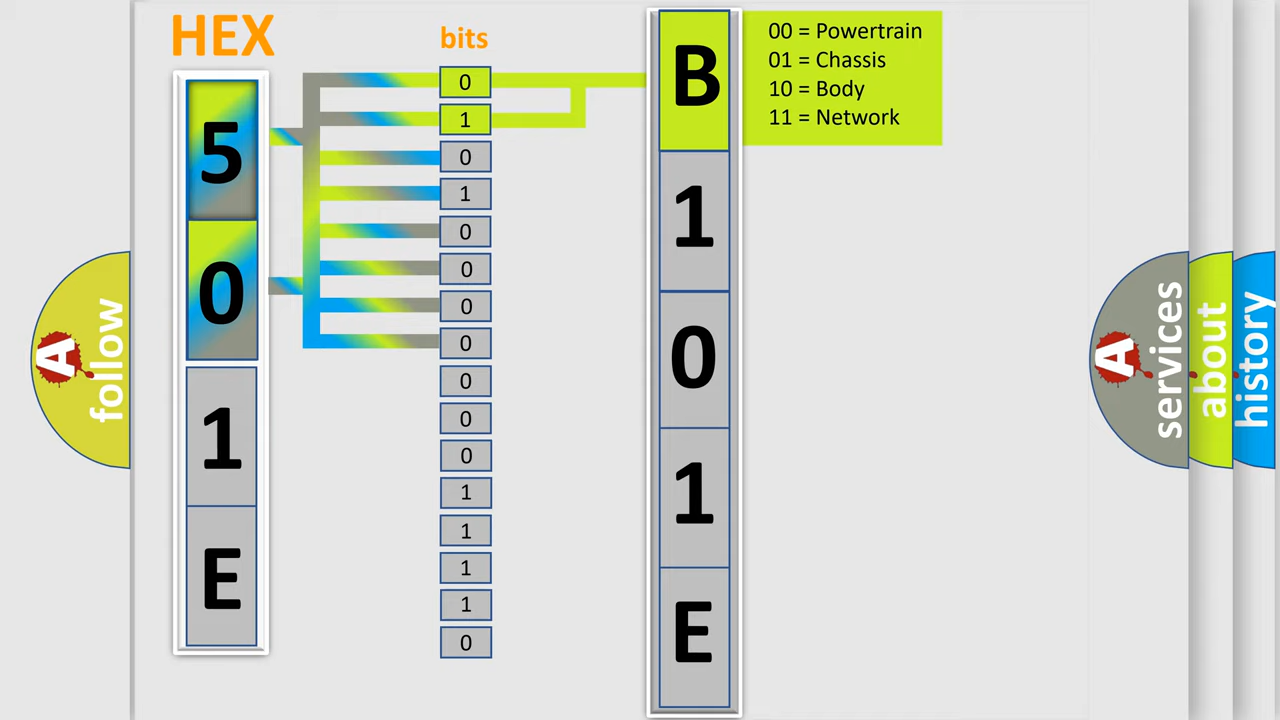 HEX
bits
5
0
1
E
0
1
0
1
0
0
0
0
0
0
0
1
1
1
1
0
B
1
0
1
E
00 = Powertrain
01 = Chassis
10 = Body
11 = Network
A
follow
A
services
about
history